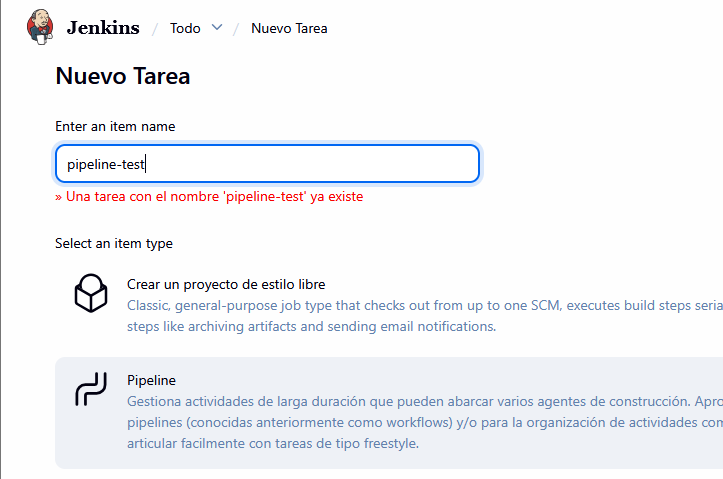 Jenkins / Todo / Nuevo Tarea
Nuevo Tarea
Enter an item name
pipeline-test
» Una tarea con el nombre 'pipeline-test' ya existe
Select an item type
Crear un proyecto de estilo libre
Classic, general-purpose job type that checks out from up to one SCM, executes build steps seria
steps like archiving artifacts and sending email notifications.
Pipeline
Gestiona actividades de larga duración que pueden abarcar varios agentes de construcción. Apro
pipelines (conocidas anteriormente como workflows) y/o para la organización de actividades com
articular facilmente con tareas de tipo freestyle.